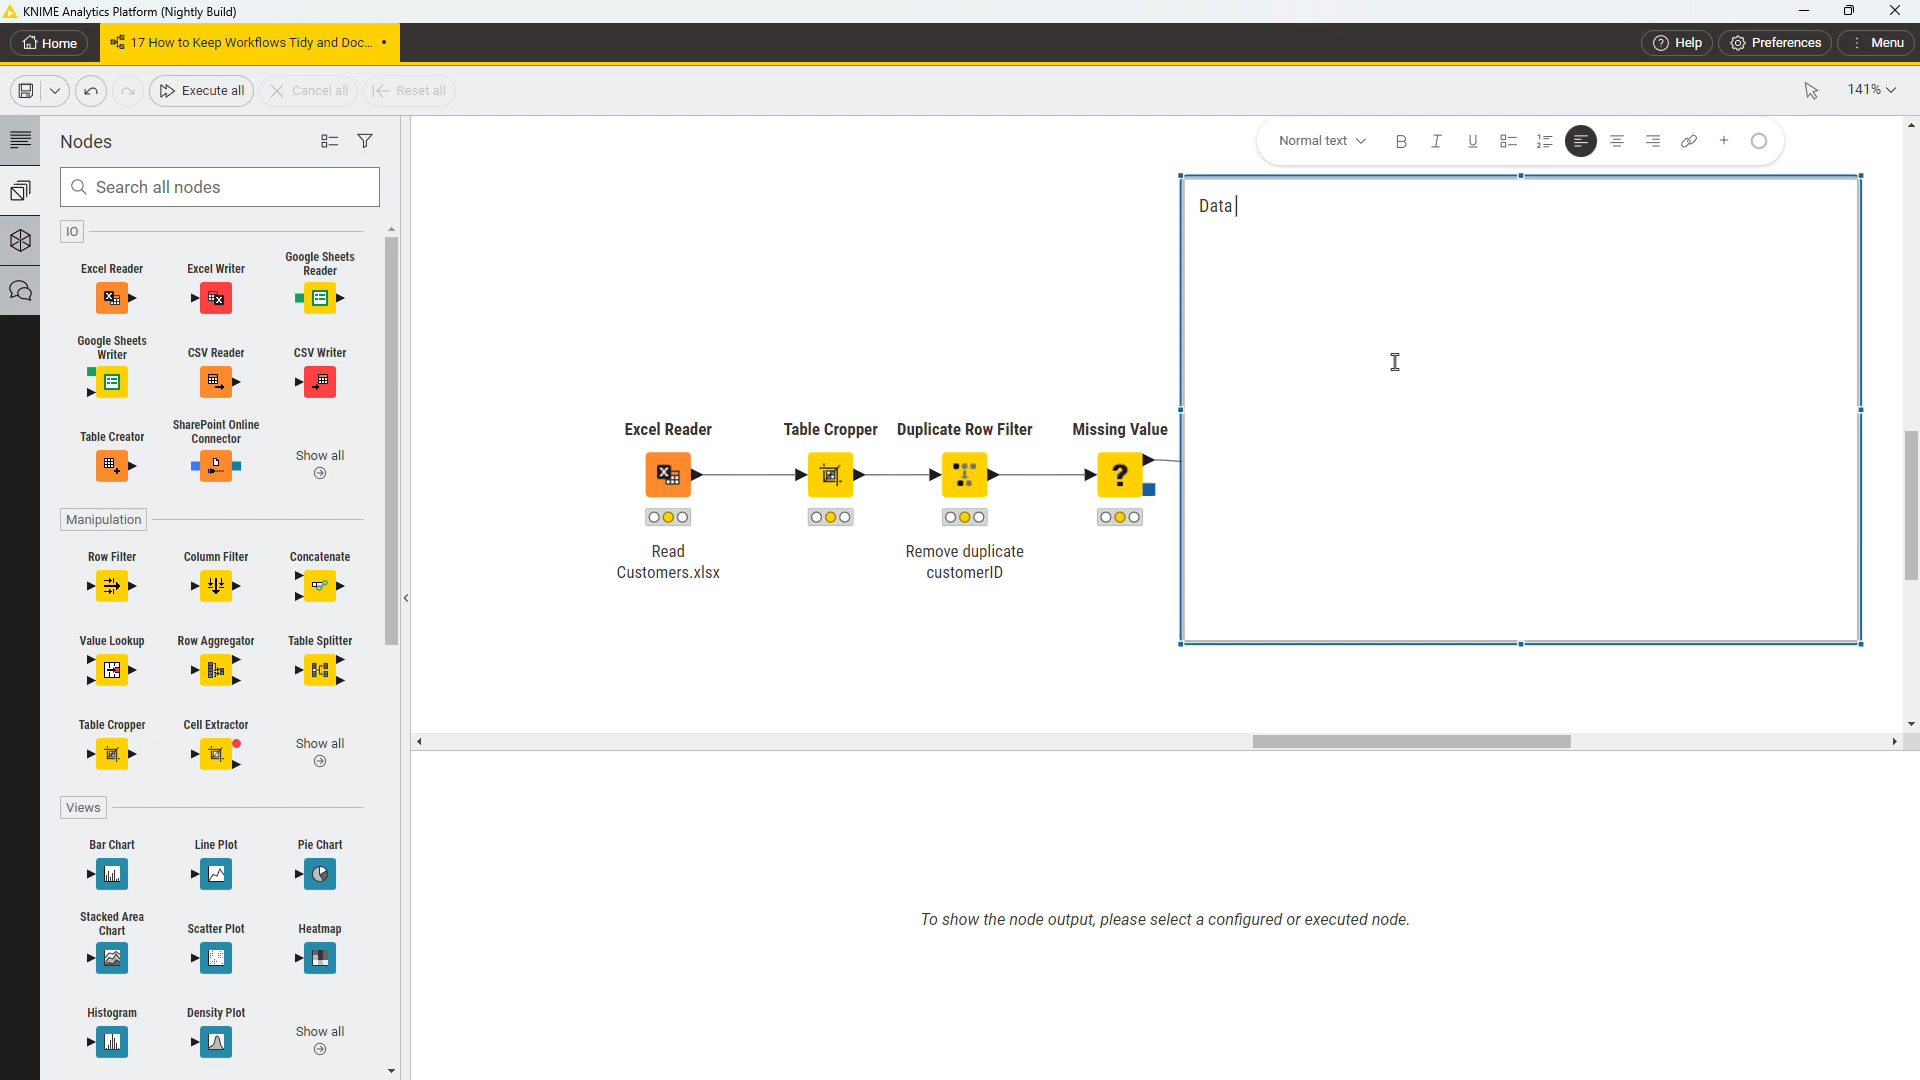 KNIME Analytics Platform (Nightly Build)
Home
17 How to Keep Workflows Tidy and Doc... •
Help
Preferences
Menu
Execute all
Cancel all
Reset all
141%
Nodes
Search all nodes
Normal text
B
I
U
Data
IO
Excel Reader
Excel Writer
Google Sheets
Reader
Google Sheets
Writer
CSV Reader
CSV Writer
Table Creator
SharePoint Online
Connector
Show all
Manipulation
Row Filter
Column Filter
Concatenate
Value Lookup
Row Aggregator
Table Splitter
Table Cropper
Cell Extractor
Show all
Views
Bar Chart
Line Plot
Pie Chart
Stacked Area
Chart
Scatter Plot
Heatmap
Histogram
Density Plot
Show all
Excel Reader
Table Cropper
Duplicate Row Filter
Missing Value
?
Read
Customers.xlsx
Remove duplicate
customerID
To show the node output, please select a configured or executed node.